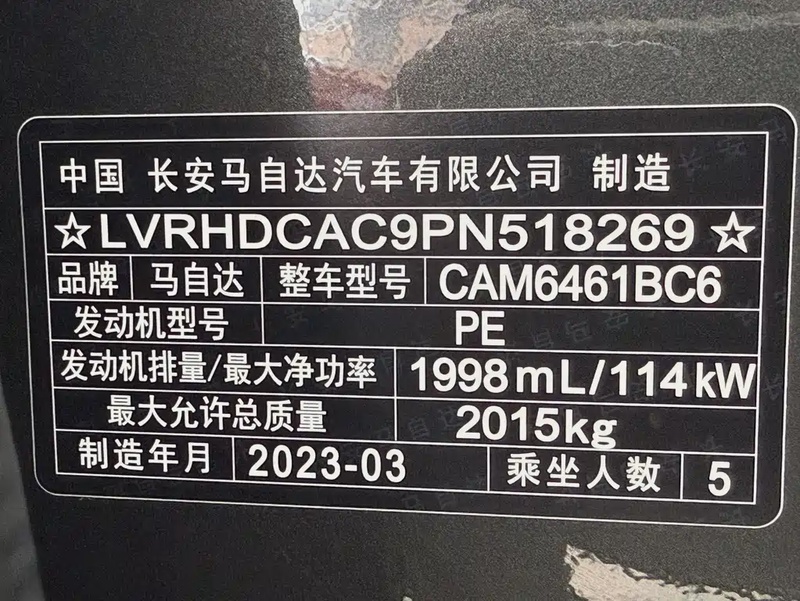 中国 长安马自达汽车有限公司 制造
☆LVRHDCAC9PN518269☆
品牌 马自达 整车型号 CAM6461BC6
发动机型号 PE
发动机排量/最大净功率 1998mL/114kW
最大允许总质量 2015kg
制造年月 2023-03 乘坐人数 5